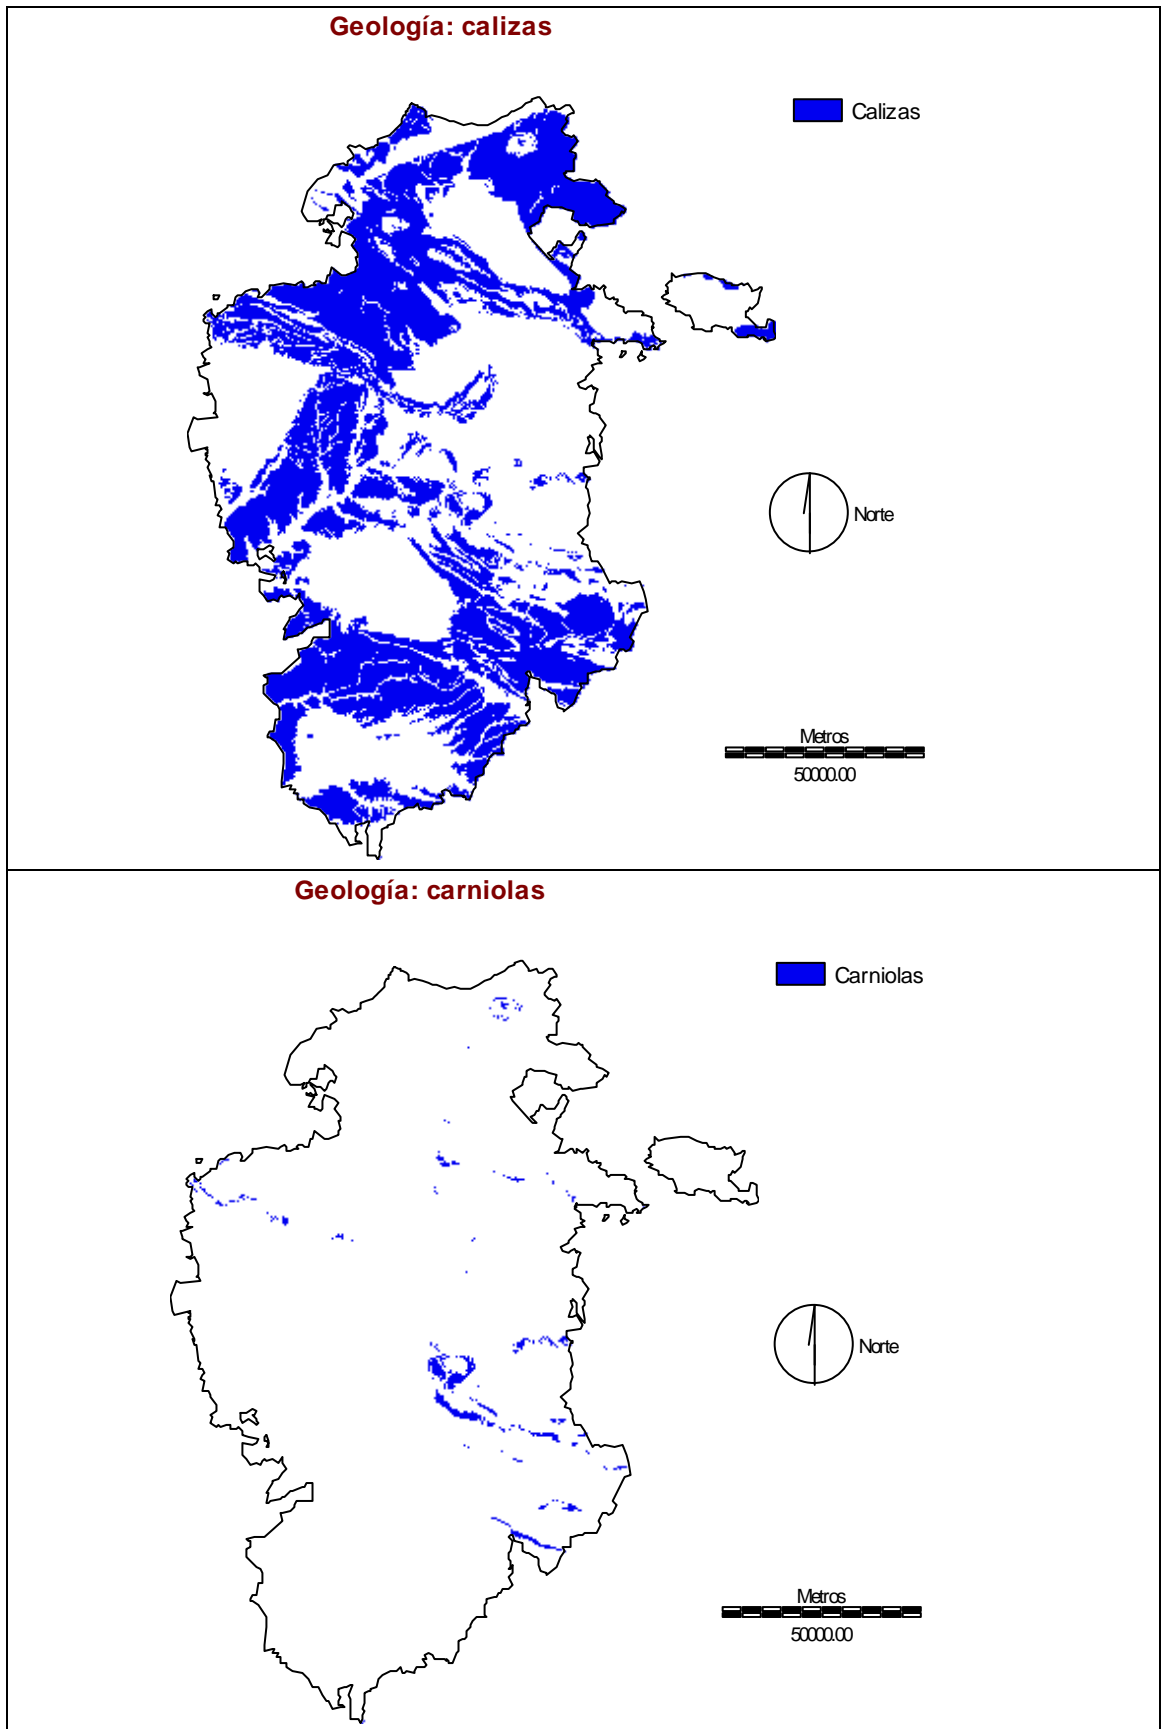 Geología: calizas
Calizas
Norte
Metros
50000.00
Geología: carniolas
Carniolas
Norte
Metros
50000.00